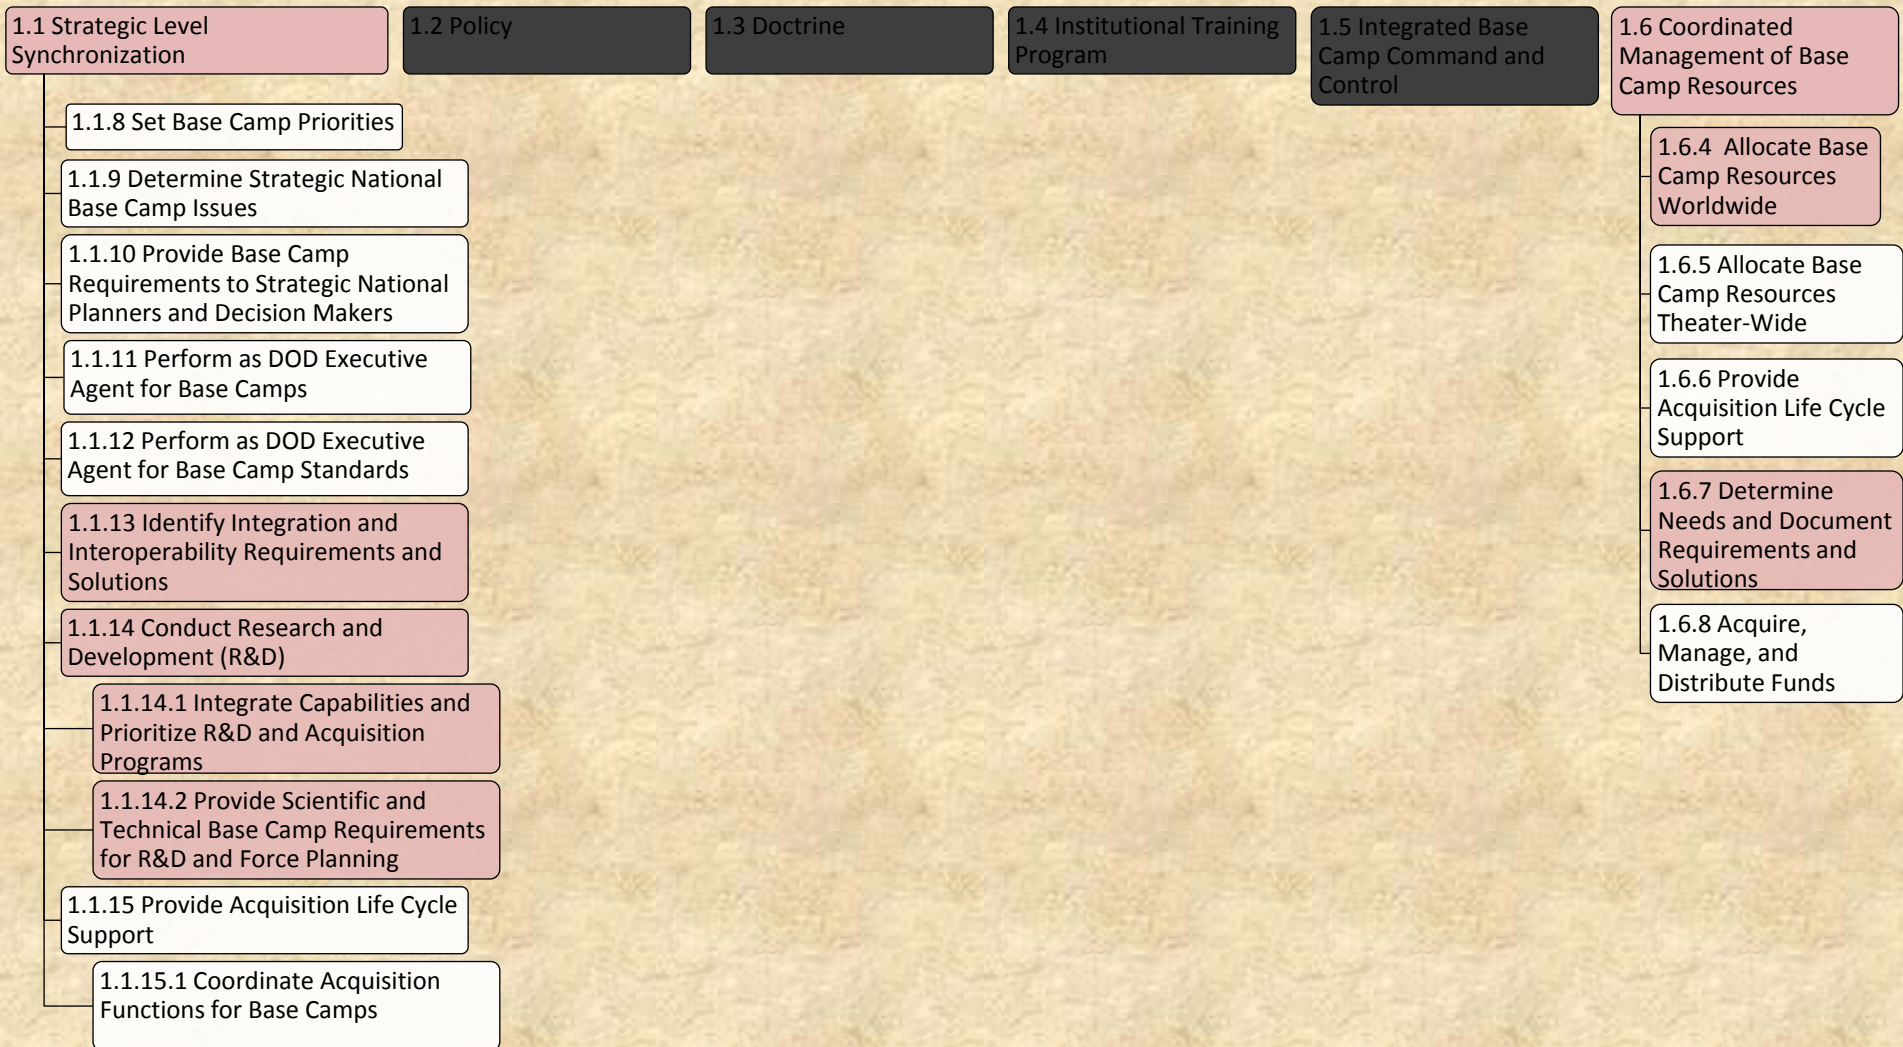 1.1 Strategic Level
Synchronization
1.2 Policy
1.3 Doctrine
1.4 Institutional Training
Program
1.5 Integrated Base
Camp Command and
Control
1.6 Coordinated
Management of Base
Camp Resources
1.1.8 Set Base Camp Priorities
1.1.9 Determine Strategic National
Base Camp Issues
1.1.10 Provide Base Camp
Requirements to Strategic National
Planners and Decision Makers
1.1.11 Perform as DOD Executive
Agent for Base Camps
1.1.12 Perform as DOD Executive
Agent for Base Camp Standards
1.1.13 Identify Integration and
Interoperability Requirements and
Solutions
1.1.14 Conduct Research and
Development (R&D)
1.1.14.1 Integrate Capabilities and
Prioritize R&D and Acquisition
Programs
1.1.14.2 Provide Scientific and
Technical Base Camp Requirements
for R&D and Force Planning
1.1.15 Provide Acquisition Life Cycle
Support
1.1.15.1 Coordinate Acquisition
Functions for Base Camps
1.6.4  Allocate Base
Camp Resources
Worldwide
1.6.5 Allocate Base
Camp Resources
Theater-Wide
1.6.6 Provide
Acquisition Life Cycle
Support
1.6.7 Determine
Needs and Document
Requirements and
Solutions
1.6.8 Acquire,
Manage, and
Distribute Funds